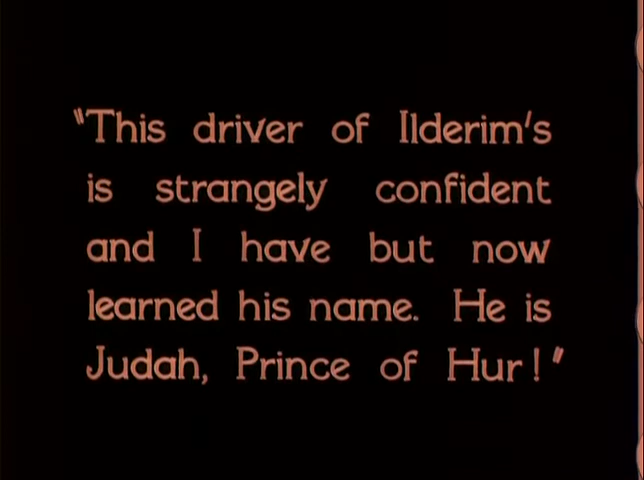 "This driver of Ilderim's
is strangely confident
and I have but now
learned his name. He is
Judah, Prince of Hur!"